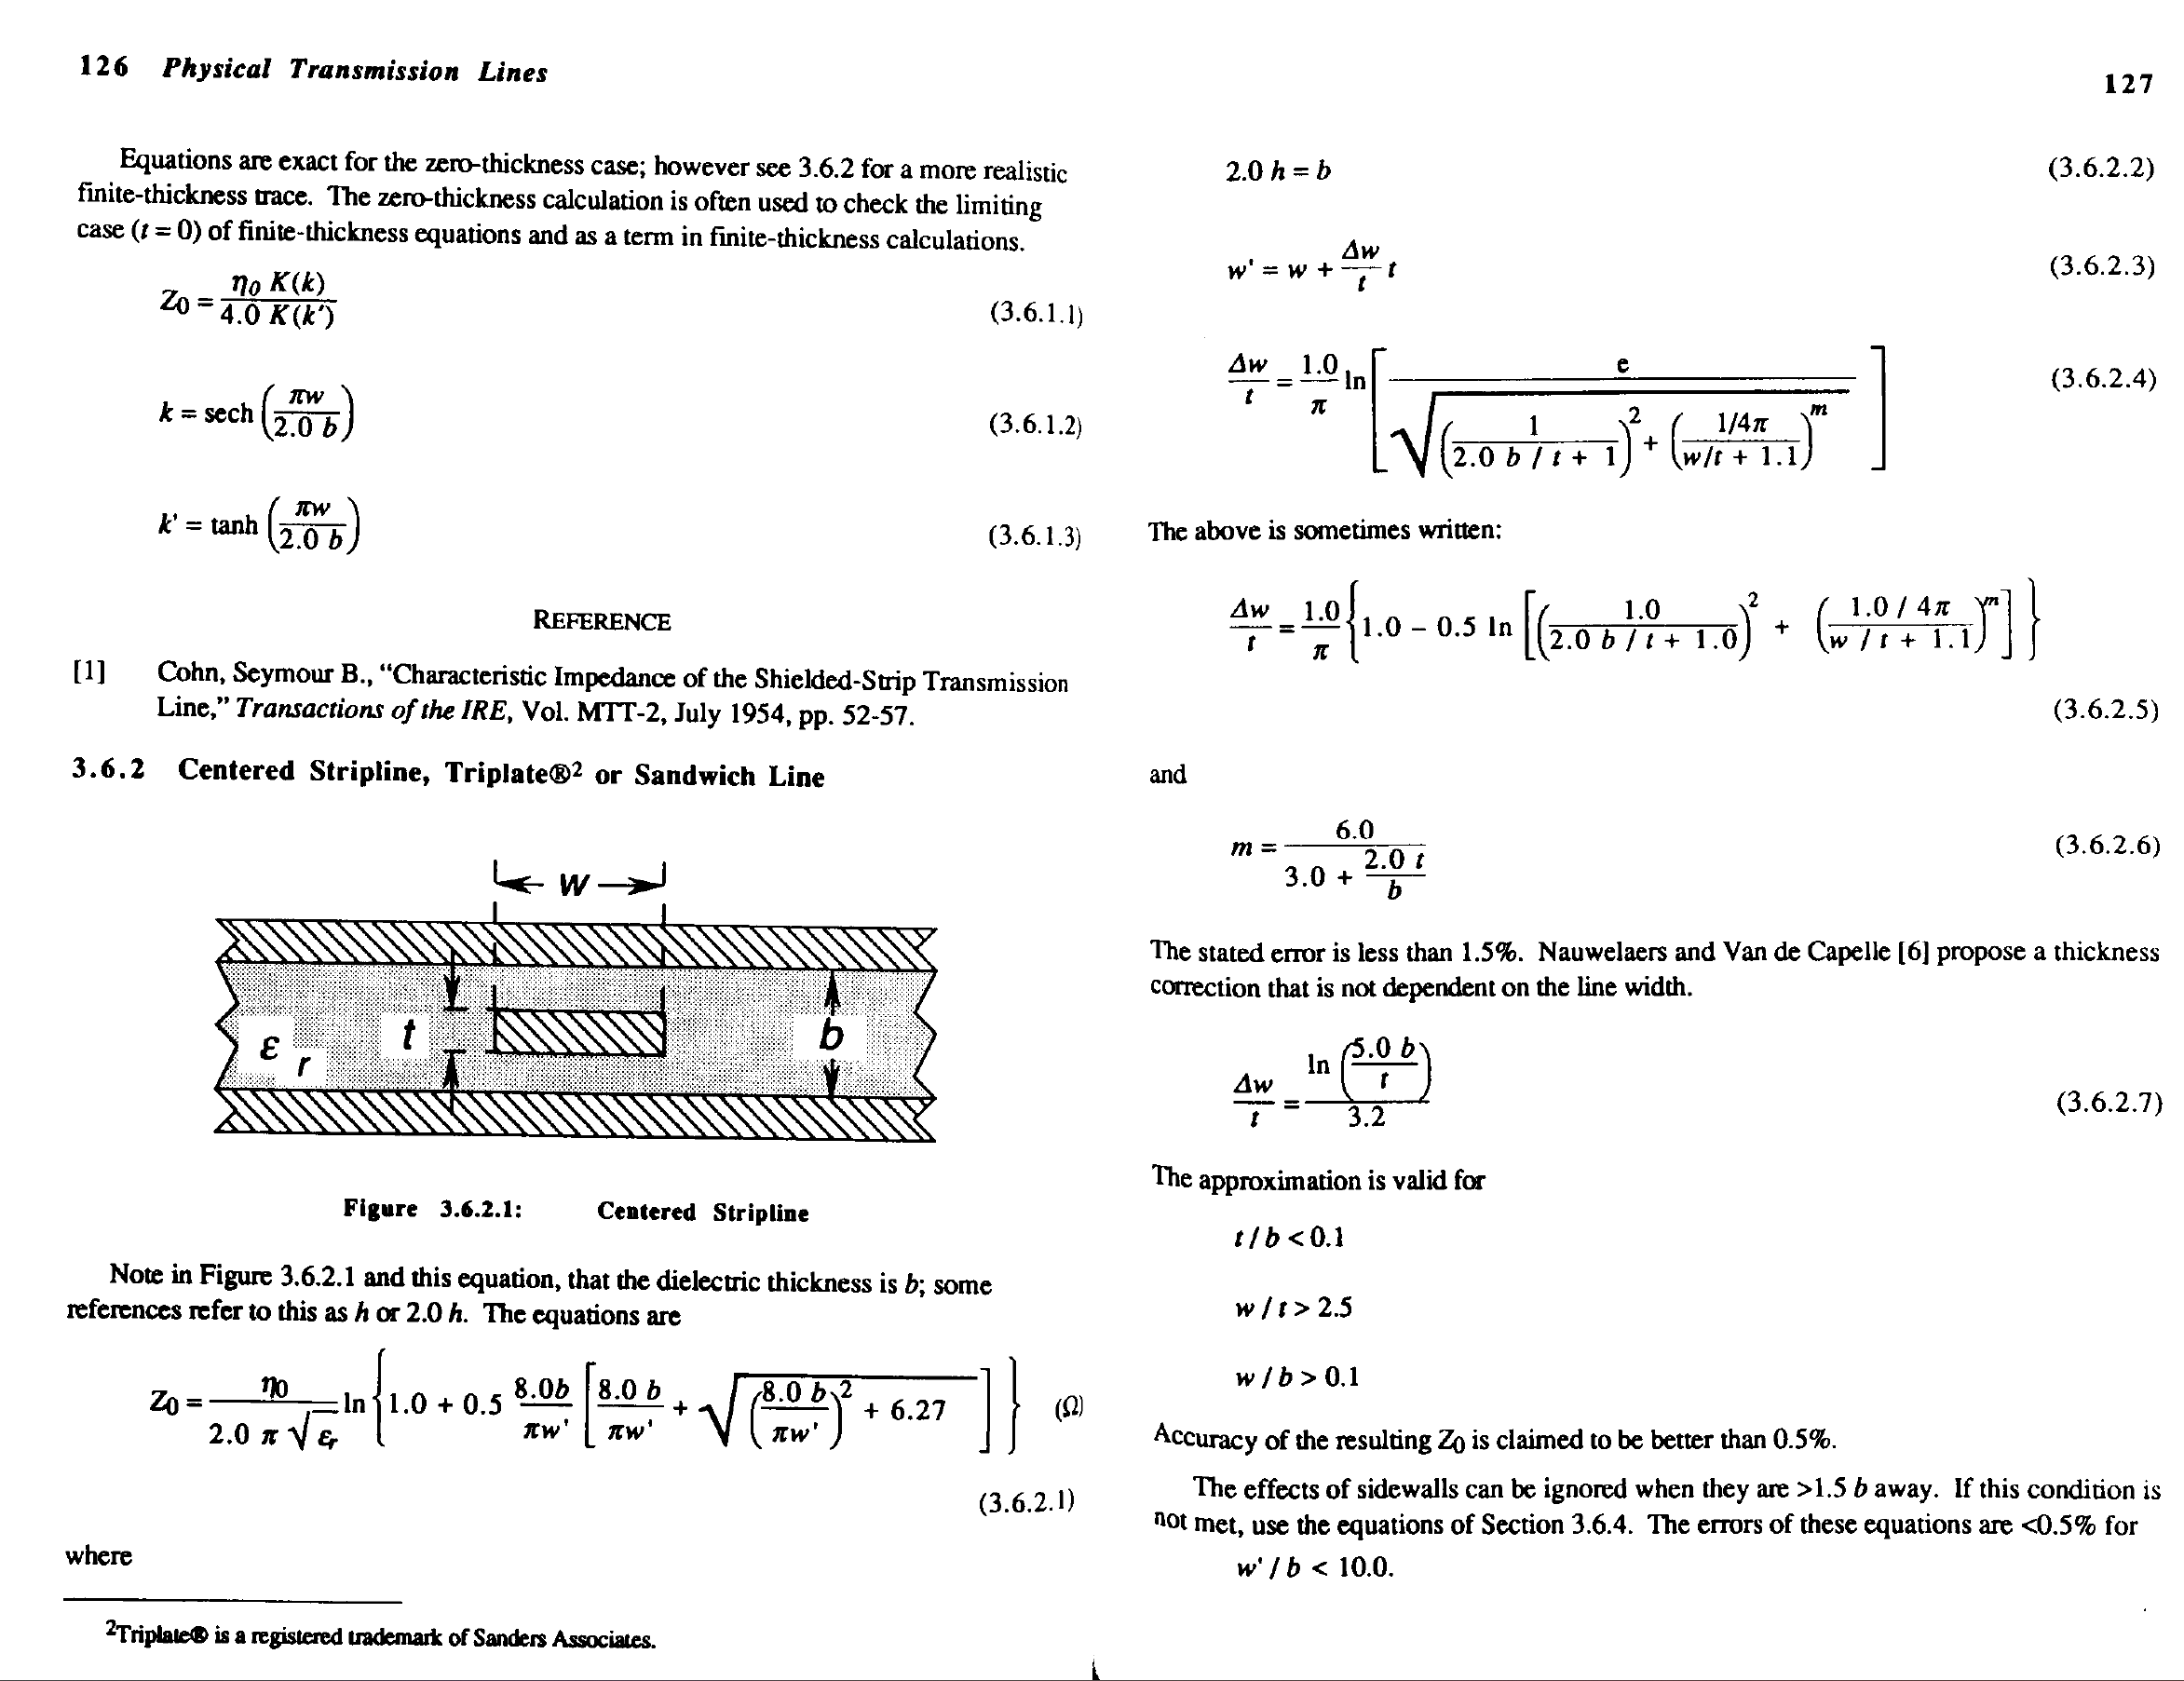 126 Physical Transmission Lines
Equations are exact for the zero-thickness case; however see 3.6.2 for a more realistic
finite-thickness trace. The zero-thickness calculation is often used to check the limiting
case (t = 0) of finite-thickness equations and as a term in finite-thickness calculations.
Z0 = η0 K(k) / 4.0 K(k') (3.6.1.1)
k = sech (πw / 2.0 b) (3.6.1.2)
k' = tanh (πw / 2.0 b) (3.6.1.3)
REFERENCE
[1] Cohn, Seymour B., “Characteristic Impedance of the Shielded-Strip Transmission
Line,” Transactions of the IRE, Vol. MTT-2, July 1954, pp. 52-57.
3.6.2 Centered Stripline, Triplate®2 or Sandwich Line
w
εr
t
b
Figure 3.6.2.1: Centered Stripline
Note in Figure 3.6.2.1 and this equation, that the dielectric thickness is b; some
references refer to this as h or 2.0 h. The equations are
Z0 = η0 / (2.0 π √εr) ln {1.0 + 0.5 8.0b / πw' [8.0 b / πw' + √((8.0 b / πw')2 + 6.27)]} (Ω)
(3.6.2.1)
where
2Triplate® is a registered trademark of Sanders Associates.
127
2.0 h = b (3.6.2.2)
w' = w + Δw/t t (3.6.2.3)
Δw/t = 1.0/π ln [e / √((1 / (2.0 b / t + 1))2 + ((1/4π) / (w/t + 1.1))m)] (3.6.2.4)
The above is sometimes written:
Δw/t = 1.0/π {1.0 – 0.5 ln [(1.0 / (2.0 b / t + 1.0))2 + ((1.0 / 4π) / (w / t + 1.1))m]}
(3.6.2.5)
and
m = 6.0 / (3.0 + 2.0 t / b) (3.6.2.6)
The stated error is less than 1.5%. Nauwelaers and Van de Capelle [6] propose a thickness
correction that is not dependent on the line width.
Δw/t = ln (5.0 b / t) / 3.2 (3.6.2.7)
The approximation is valid for
t / b < 0.1
w / t > 2.5
w / b > 0.1
Accuracy of the resulting Z0 is claimed to be better than 0.5%.
The effects of sidewalls can be ignored when they are >1.5 b away. If this condition is
not met, use the equations of Section 3.6.4. The errors of these equations are <0.5% for
w' / b < 10.0.